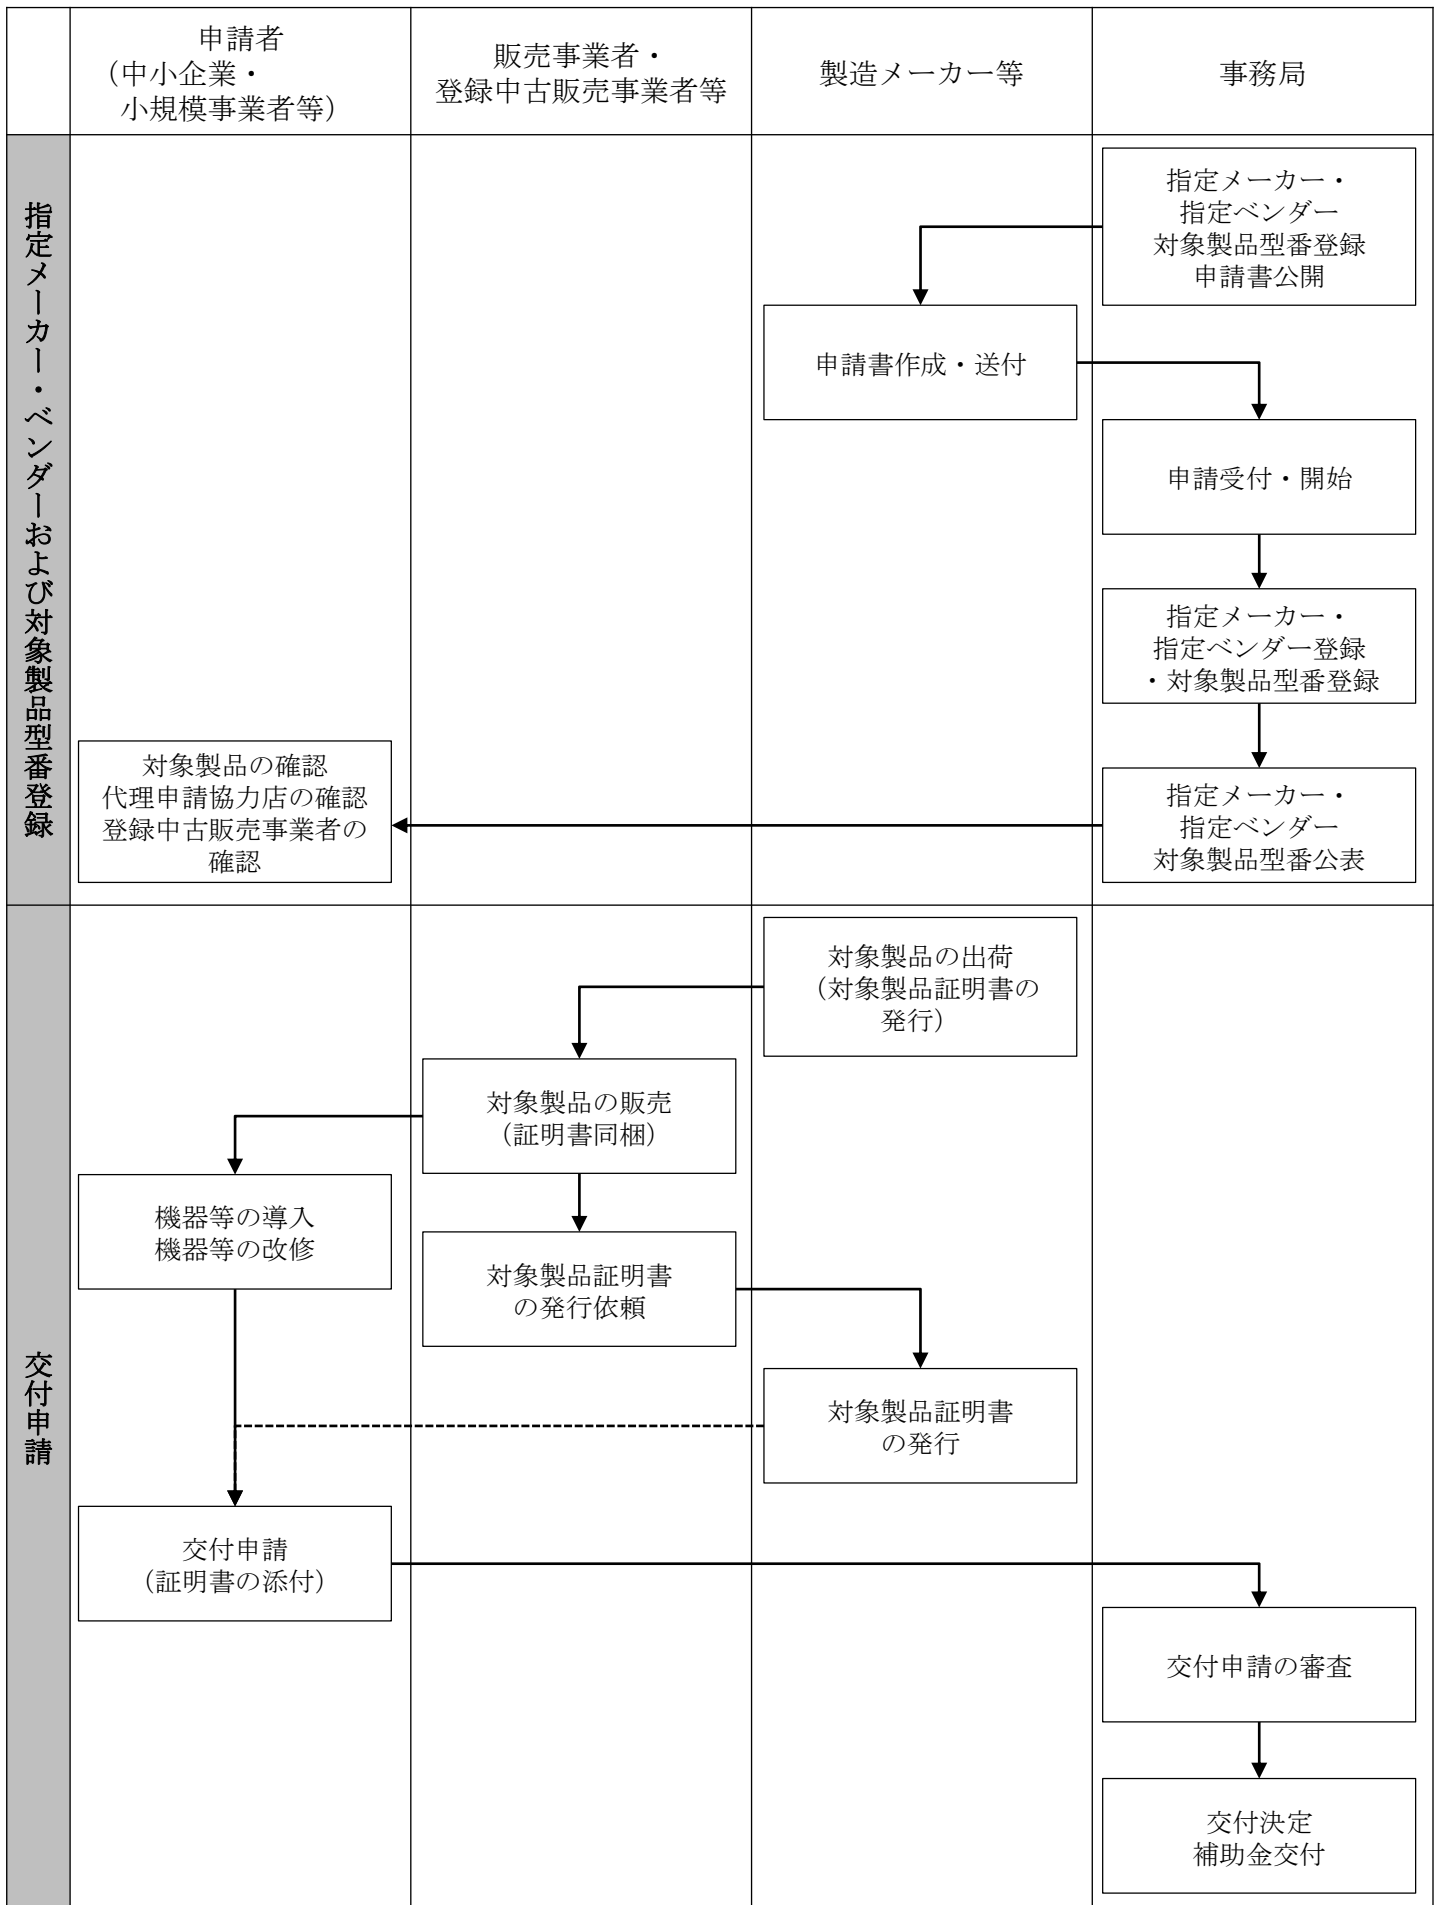 申請者
（中小企業・
小規模事業者等）
販売事業者・
登録中古販売事業者等
製造メーカー等
事務局
指定メーカー・ベンダーおよび対象製品型番登録
指定メーカー・
指定ベンダー
対象製品型番登録
申請書公開
申請書作成・送付
申請受付・開始
指定メーカー・
指定ベンダー登録
・対象製品型番登録
対象製品の確認
代理申請協力店の確認
登録中古販売事業者の
確認
指定メーカー・
指定ベンダー
対象製品型番公表
交付申請
対象製品の出荷
（対象製品証明書の
発行）
対象製品の販売
（証明書同梱）
機器等の導入
機器等の改修
対象製品証明書
の発行依頼
対象製品証明書
の発行
交付申請
（証明書の添付）
交付申請の審査
交付決定
補助金交付